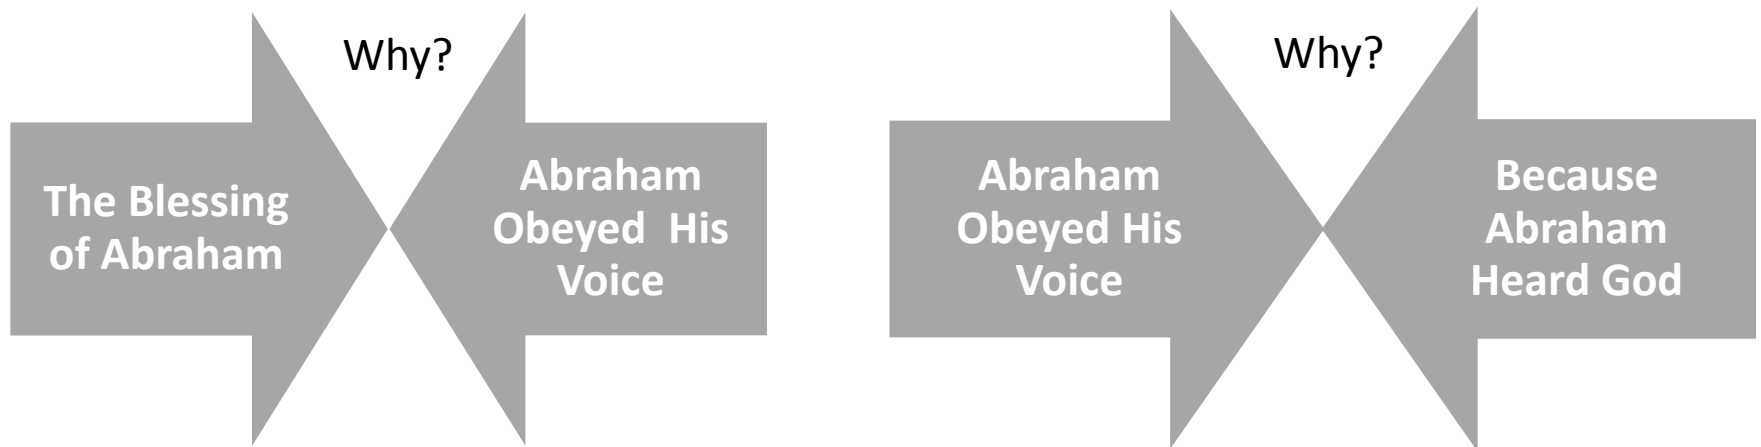 Why?
The Blessing
of Abraham
Abraham
Obeyed  His
Voice
Why?
Abraham
Obeyed His
Voice
Because
Abraham
Heard God